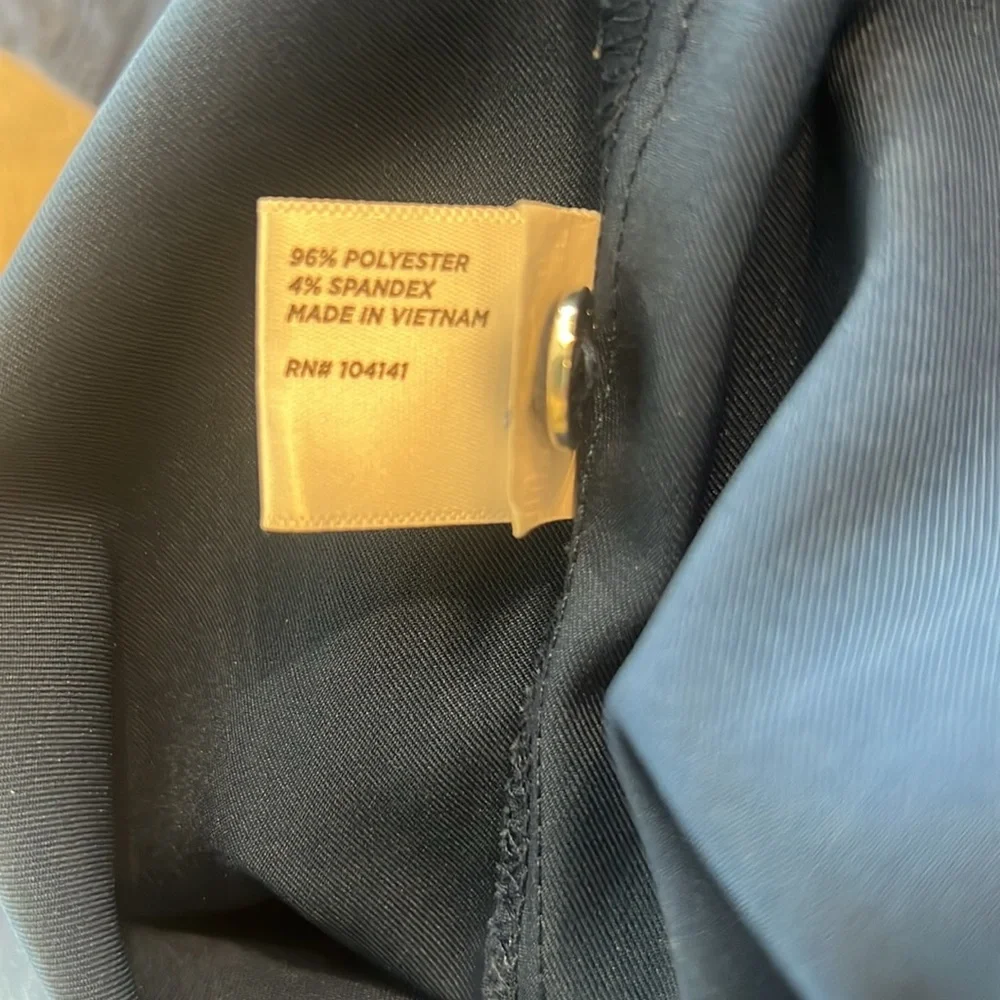 96% POLYESTER
4% SPANDEX
MADE IN VIETNAM
RN# 104141